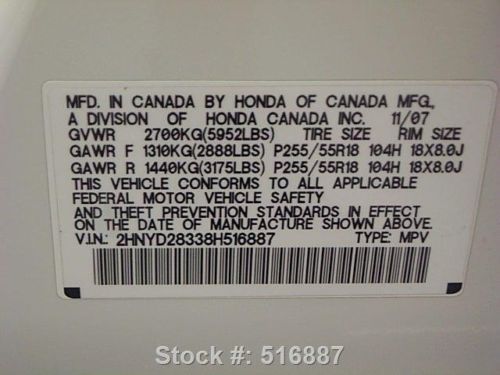 MFD. IN CANADA BY HONDA OF CANADA MFG.,
A DIVISION OF HONDA CANADA INC. 11/07
GVWR 2700KG(5952LBS) TIRE SIZE RIM SIZE
GAWR F 1310KG(2888LBS) P255/55R18 104H 18X8.0J
GAWR R 1440KG(3175LBS) P255/55R18 104H 18X8.0J
THIS VEHICLE CONFORMS TO ALL APPLICABLE
FEDERAL MOTOR VEHICLE SAFETY
AND THEFT PREVENTION STANDARDS IN EFFECT
ON THE DATE OF MANUFACTURE SHOWN ABOVE.
V.I.N.: 2HNYD28338H516887 TYPE: MPV
Stock #: 516887